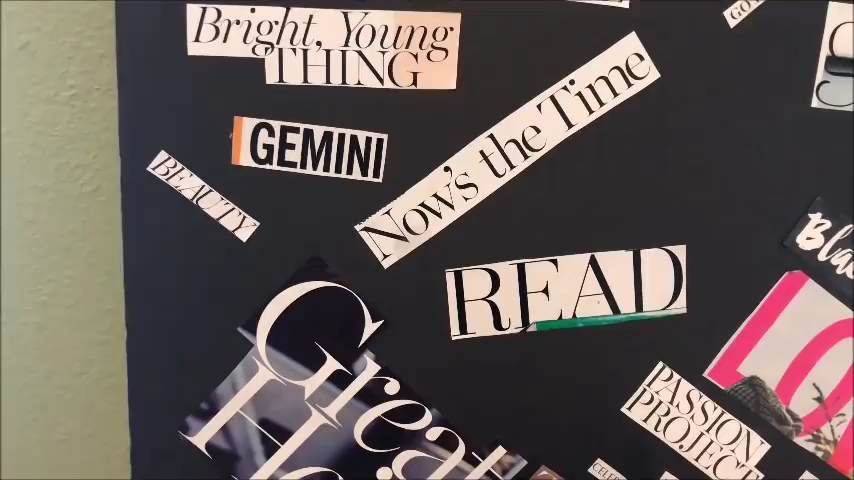 Bright, Young
THING
GEMINI
Now's the Time
BEAUTY
READ
Great
PASSION
PROJECT